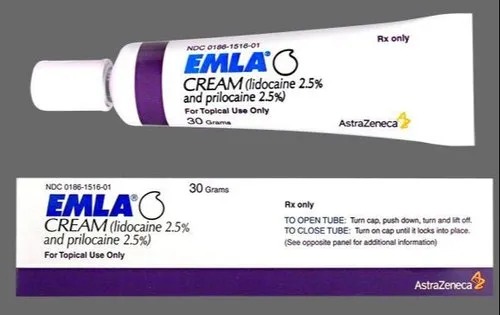 NDC 0186-1516-01
Rx only
EMLA®
CREAM (lidocaine 2.5%
and prilocaine 2.5%)
For Topical Use Only
30 Grams
AstraZeneca
NDC 0186-1516-01
30 Grams
EMLA®
CREAM (lidocaine 2.5%
and prilocaine 2.5%)
For Topical Use Only
Rx only
TO OPEN TUBE: Turn cap, push down, turn and lift off.
TO CLOSE TUBE: Turn on cap until it locks into place.
(See opposite panel for additional information)
AstraZeneca